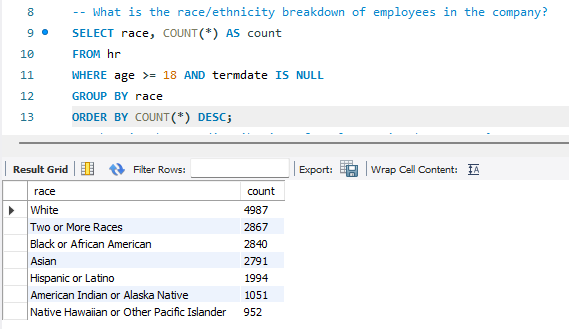 8 -- What is the race/ethnicity breakdown of employees in the company?
9 SELECT race, COUNT(*) AS count
10 FROM hr
11 WHERE age >= 18 AND termdate IS NULL
12 GROUP BY race
13 ORDER BY COUNT(*) DESC;
Result Grid Filter Rows: Export: Wrap Cell Content: IA
race count
White 4987
Two or More Races 2867
Black or African American 2840
Asian 2791
Hispanic or Latino 1994
American Indian or Alaska Native 1051
Native Hawaiian or Other Pacific Islander 952